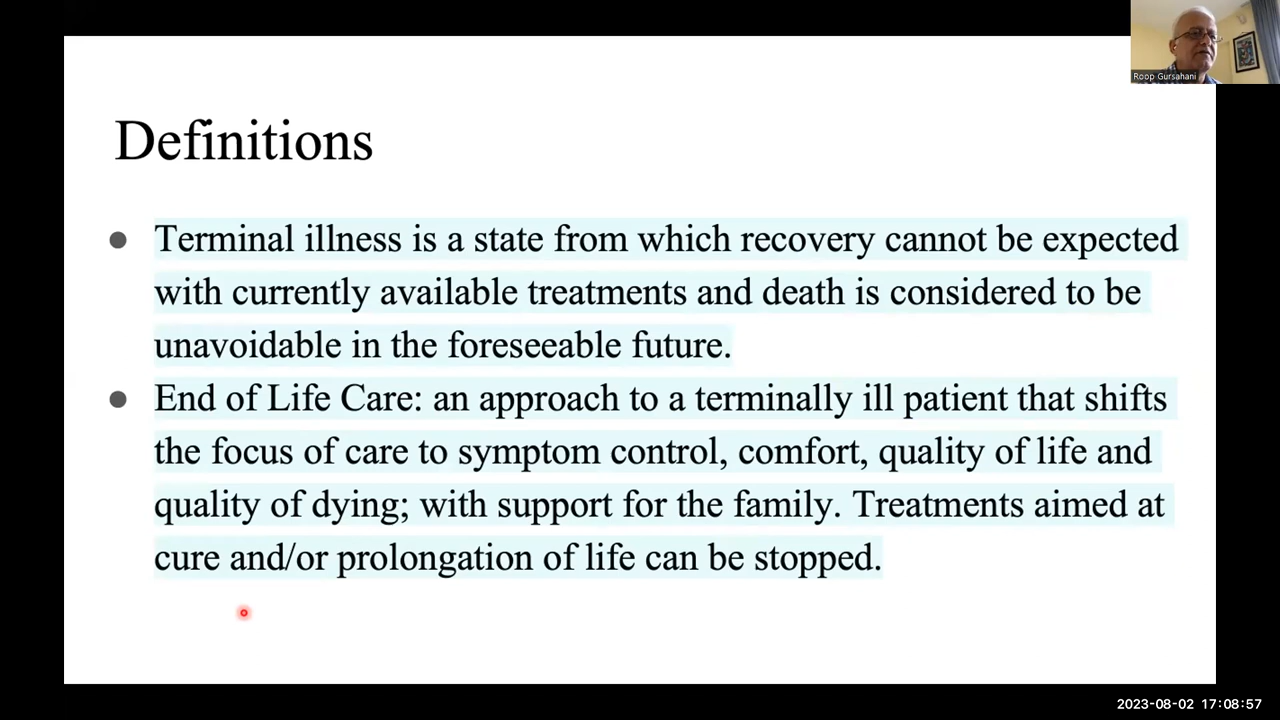 Roop Gursahani
Definitions
● Terminal illness is a state from which recovery cannot be expected
with currently available treatments and death is considered to be
unavoidable in the foreseeable future.
● End of Life Care: an approach to a terminally ill patient that shifts
the focus of care to symptom control, comfort, quality of life and
quality of dying; with support for the family. Treatments aimed at
cure and/or prolongation of life can be stopped.
2023-08-02 17:08:57